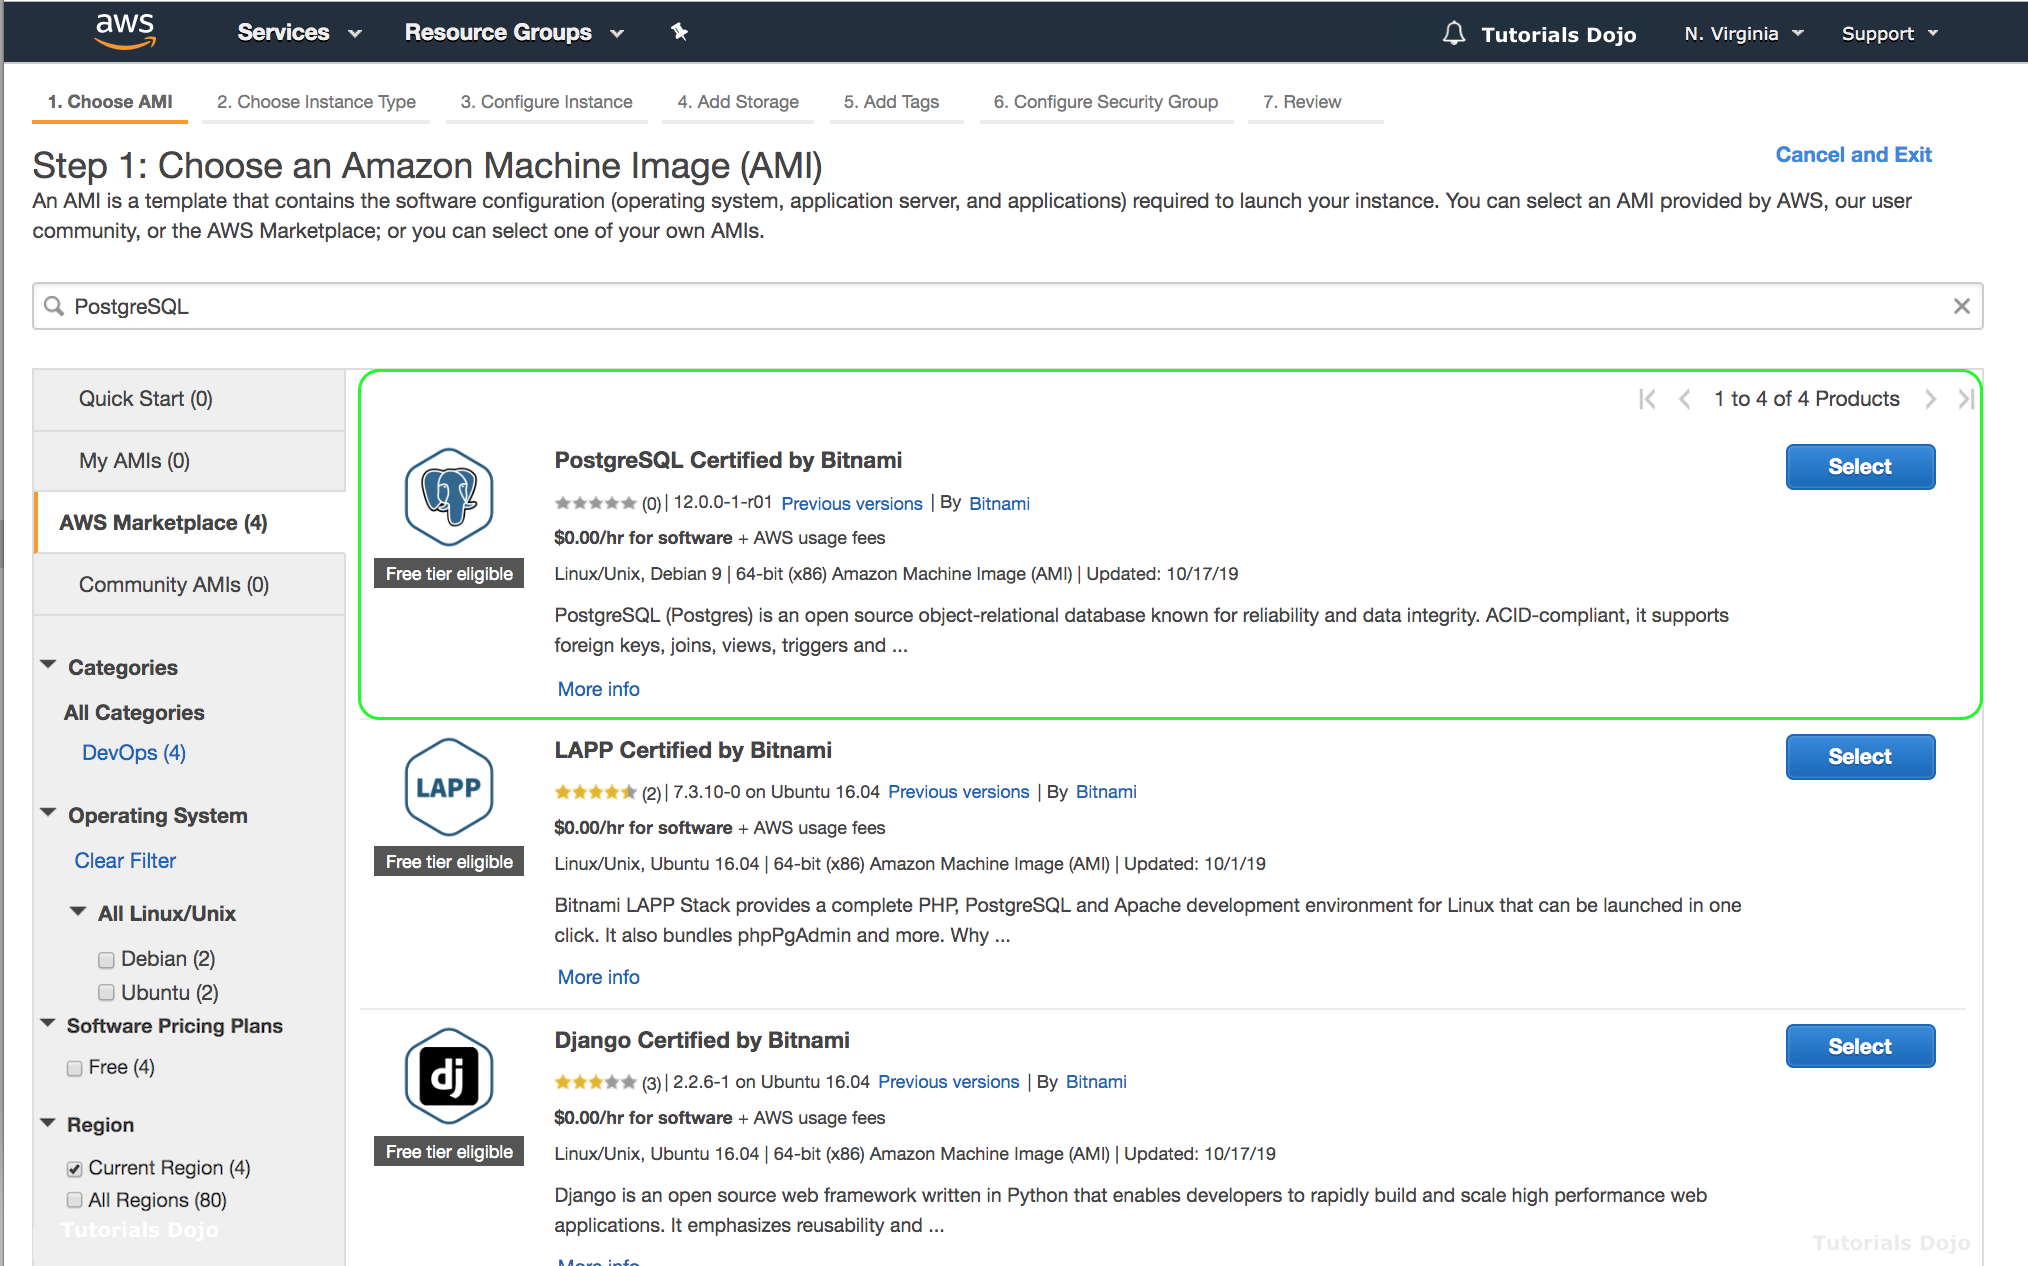 aws Services Resource Groups Tutorials Dojo N. Virginia Support
1. Choose AMI 2. Choose Instance Type 3. Configure Instance 4. Add Storage 5. Add Tags 6. Configure Security Group 7. Review
Step 1: Choose an Amazon Machine Image (AMI)
Cancel and Exit
An AMI is a template that contains the software configuration (operating system, application server, and applications) required to launch your instance. You can select an AMI provided by AWS, our user
community, or the AWS Marketplace; or you can select one of your own AMIs.
PostgreSQL
Quick Start (0)
My AMIs (0)
AWS Marketplace (4)
Community AMIs (0)
Categories
All Categories
DevOps (4)
Operating System
Clear Filter
All Linux/Unix
Debian (2)
Ubuntu (2)
Software Pricing Plans
Free (4)
Region
Current Region (4)
All Regions (80)
Tutorials Dojo
1 to 4 of 4 Products
PostgreSQL Certified by Bitnami
Select
(0) | 12.0.0-1-r01 Previous versions | By Bitnami
$0.00/hr for software + AWS usage fees
Free tier eligible
Linux/Unix, Debian 9 | 64-bit (x86) Amazon Machine Image (AMI) | Updated: 10/17/19
PostgreSQL (Postgres) is an open source object-relational database known for reliability and data integrity. ACID-compliant, it supports
foreign keys, joins, views, triggers and ...
More info
LAPP
LAPP Certified by Bitnami
Select
(2) | 7.3.10-0 on Ubuntu 16.04 Previous versions | By Bitnami
$0.00/hr for software + AWS usage fees
Free tier eligible
Linux/Unix, Ubuntu 16.04 | 64-bit (x86) Amazon Machine Image (AMI) | Updated: 10/1/19
Bitnami LAPP Stack provides a complete PHP, PostgreSQL and Apache development environment for Linux that can be launched in one
click. It also bundles phpPgAdmin and more. Why ...
More info
dj
Django Certified by Bitnami
Select
(3) | 2.2.6-1 on Ubuntu 16.04 Previous versions | By Bitnami
$0.00/hr for software + AWS usage fees
Free tier eligible
Linux/Unix, Ubuntu 16.04 | 64-bit (x86) Amazon Machine Image (AMI) | Updated: 10/17/19
Django is an open source web framework written in Python that enables developers to rapidly build and scale high performance web
applications. It emphasizes reusability and ...
More info
Tutorials Dojo